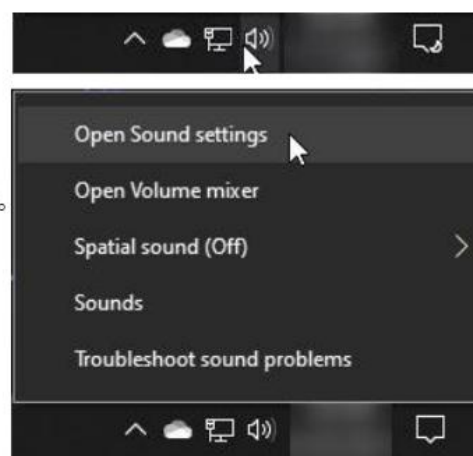 Open Sound settings
Open Volume mixer
Spatial sound (Off)
Sounds
Troubleshoot sound problems